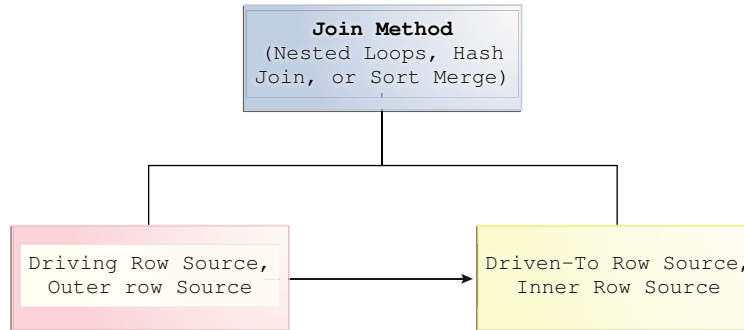 Join Method
(Nested Loops, Hash
Join, or Sort Merge)
Driving Row Source,
Outer row Source
Driven-To Row Source,
Inner Row Source